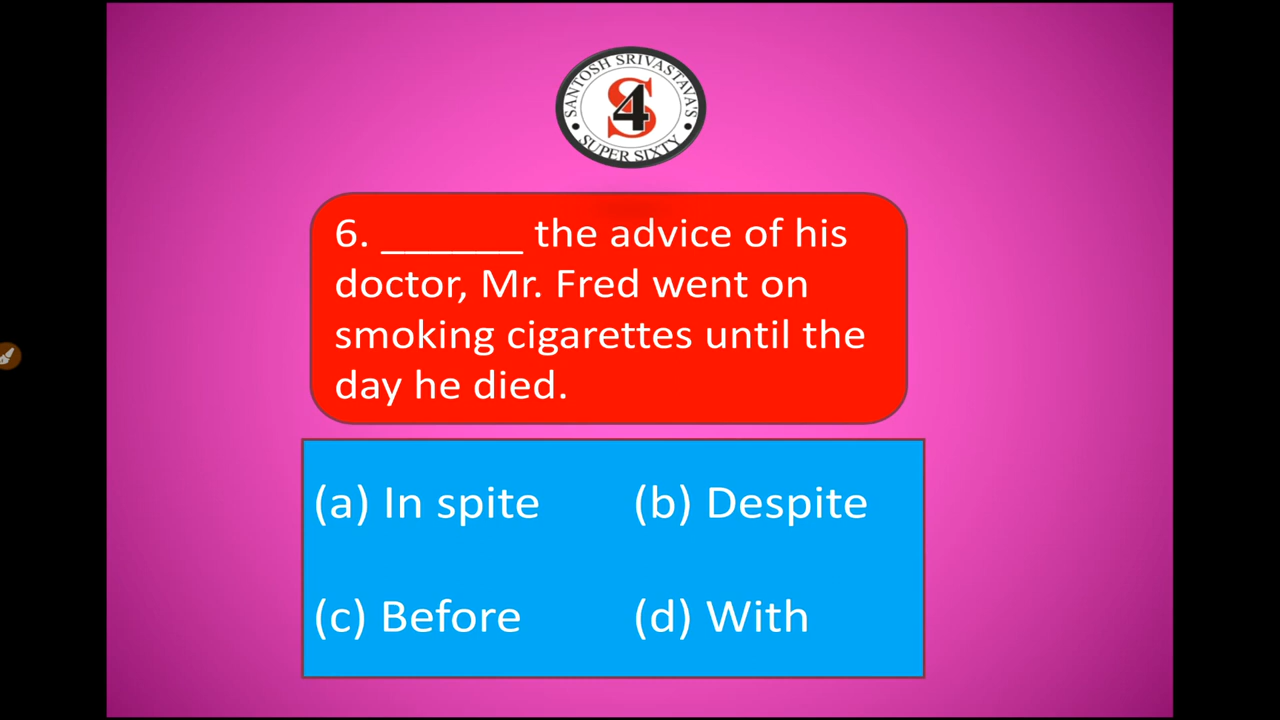 SANTOSH SRIVASTAVA'S
S4
SUPER SIXTY
6. ______ the advice of his
doctor, Mr. Fred went on
smoking cigarettes until the
day he died.
(a) In spite (b) Despite
(c) Before (d) With